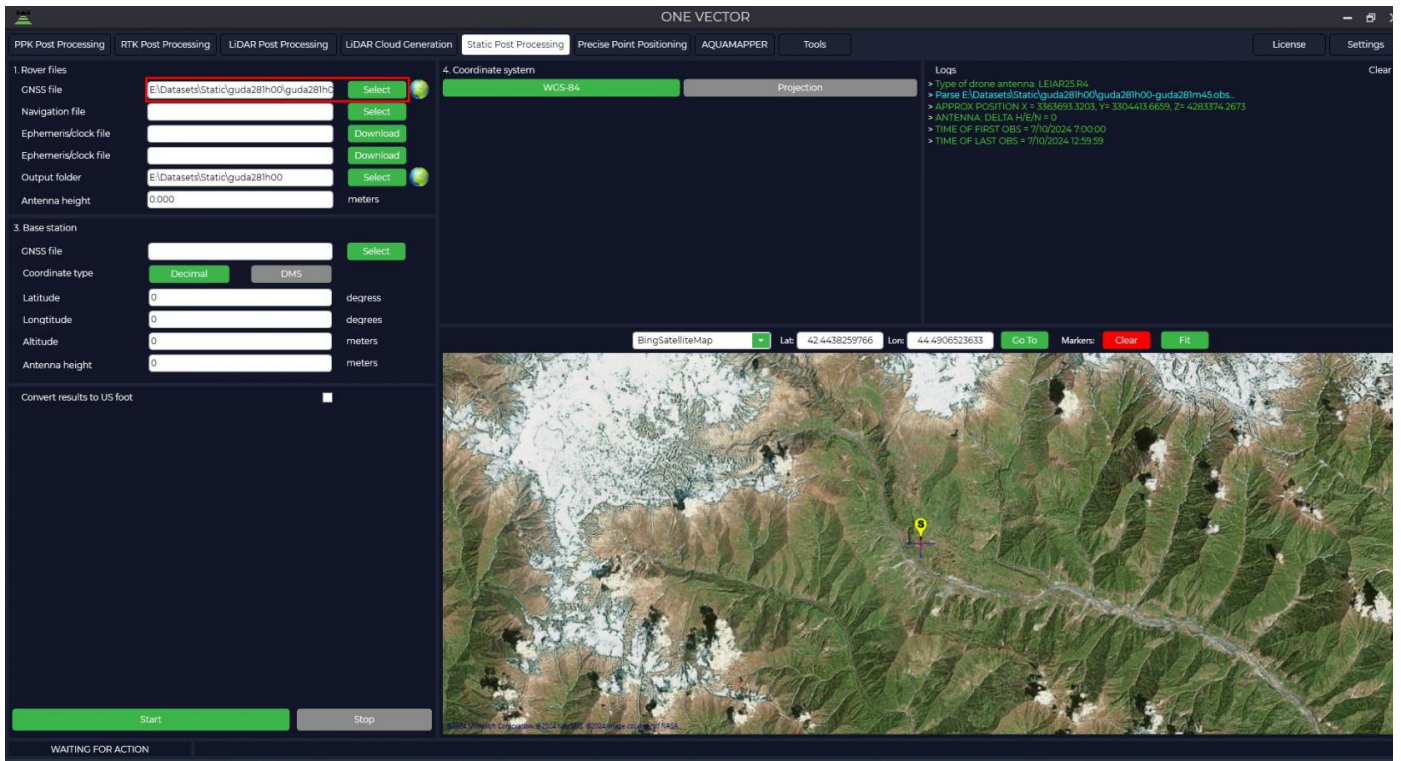 ONE VECTOR
PPK Post Processing RTK Post Processing LiDAR Post Processing LiDAR Cloud Generation Static Post Processing Precise Point Positioning AQUAMAPPER Tools License Settings
1. Rover files
GNSS file E:\Datasets\Static\guda281h00\guda281h0 Select
Navigation file Select
Ephemeris/clock file Download
Ephemeris/clock file Download
Output folder E:\Datasets\Static\guda281h00 Select
Antenna height 0.000 meters
3. Base station
GNSS file Select
Coordinate type Decimal DMS
Latitude 0 degress
Longtitude 0 degrees
Altitude 0 meters
Antenna height 0 meters
Convert results to US foot
Start Stop
WAITING FOR ACTION
4. Coordinate system
WGS-84 Projection
Logs Clear
> Type of drone antenna: LEIAR25.R4
> Parse E:\Datasets\Static\guda281h00\guda281h00-guda281m45.obs...
> APPROX POSITION X = 3363693.3203, Y= 3304413.6659, Z= 4283374.2673
> ANTENNA: DELTA H/E/N = 0
> TIME OF FIRST OBS = 7/10/2024 7:00:00
> TIME OF LAST OBS = 7/10/2024 12:59:59
BingSatelliteMap Lat: 42.4438259766 Lon: 44.4906523633 Go To Markers: Clear Fit
S